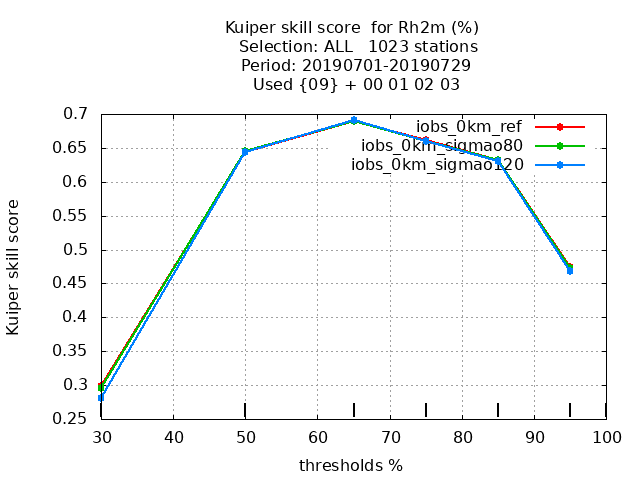 Kuiper skill score  for Rh2m (%)
Selection: ALL   1023 stations
Period: 20190701-20190729
Used {09} + 00 01 02 03
Kuiper skill score
0.7
0.65
0.6
0.55
0.5
0.45
0.4
0.35
0.3
0.25
iobs_0km_ref
iobs_0km_sigmao80
iobs_0km_sigmao120
30 40 50 60 70 80 90 100
thresholds %